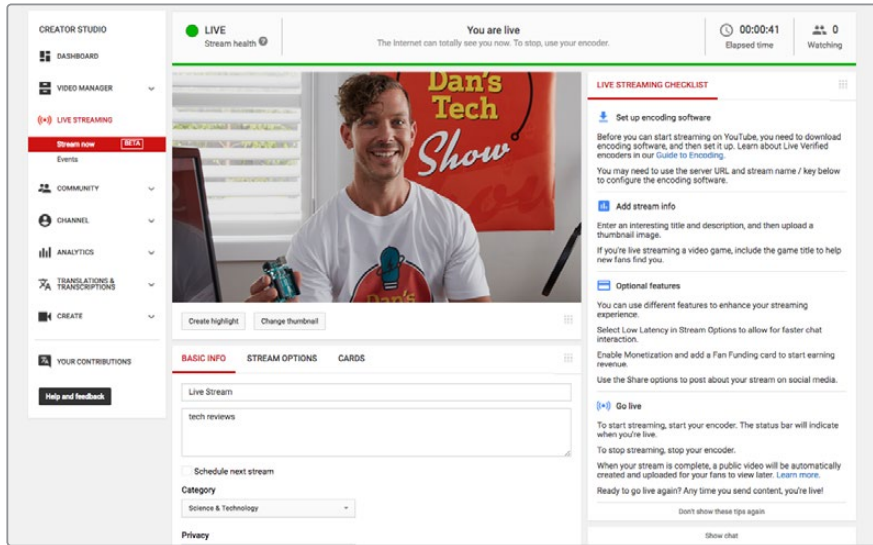 CREATOR STUDIO
DASHBOARD
VIDEO MANAGER
LIVE STREAMING
Stream now BETA
Events
COMMUNITY
CHANNEL
ANALYTICS
TRANSLATIONS &
TRANSCRIPTIONS
CREATE
YOUR CONTRIBUTIONS
Help and feedback
LIVE
Stream health ?
You are live
The Internet can totally see you now. To stop, use your encoder.
00:00:41
Elapsed time
0
Watching
Dan's
Tech
Show
Dan's
Create highlight
Change thumbnail
BASIC INFO STREAM OPTIONS CARDS
Live Stream
tech reviews
Schedule next stream
Category
Science & Technology
Privacy
LIVE STREAMING CHECKLIST
Set up encoding software
Before you can start streaming on YouTube, you need to download
encoding software, and then set it up. Learn about Live Verified
encoders in our Guide to Encoding.
You may need to use the server URL and stream name / key below
to configure the encoding software.
Add stream info
Enter an interesting title and description, and then upload a
thumbnail image.
If you're live streaming a video game, include the game title to help
new fans find you.
Optional features
You can use different features to enhance your streaming
experience.
Select Low Latency in Stream Options to allow for faster chat
interaction.
Enable Monetization and add a Fan Funding card to start earning
revenue.
Use the Share options to post about your stream on social media.
Go live
To start streaming, start your encoder. The status bar will indicate
when you're live.
To stop streaming, stop your encoder.
When your stream is complete, a public video will be automatically
created and uploaded for your fans to view later. Learn more.
Ready to go live again? Any time you send content, you're live!
Don't show these tips again
Show chat